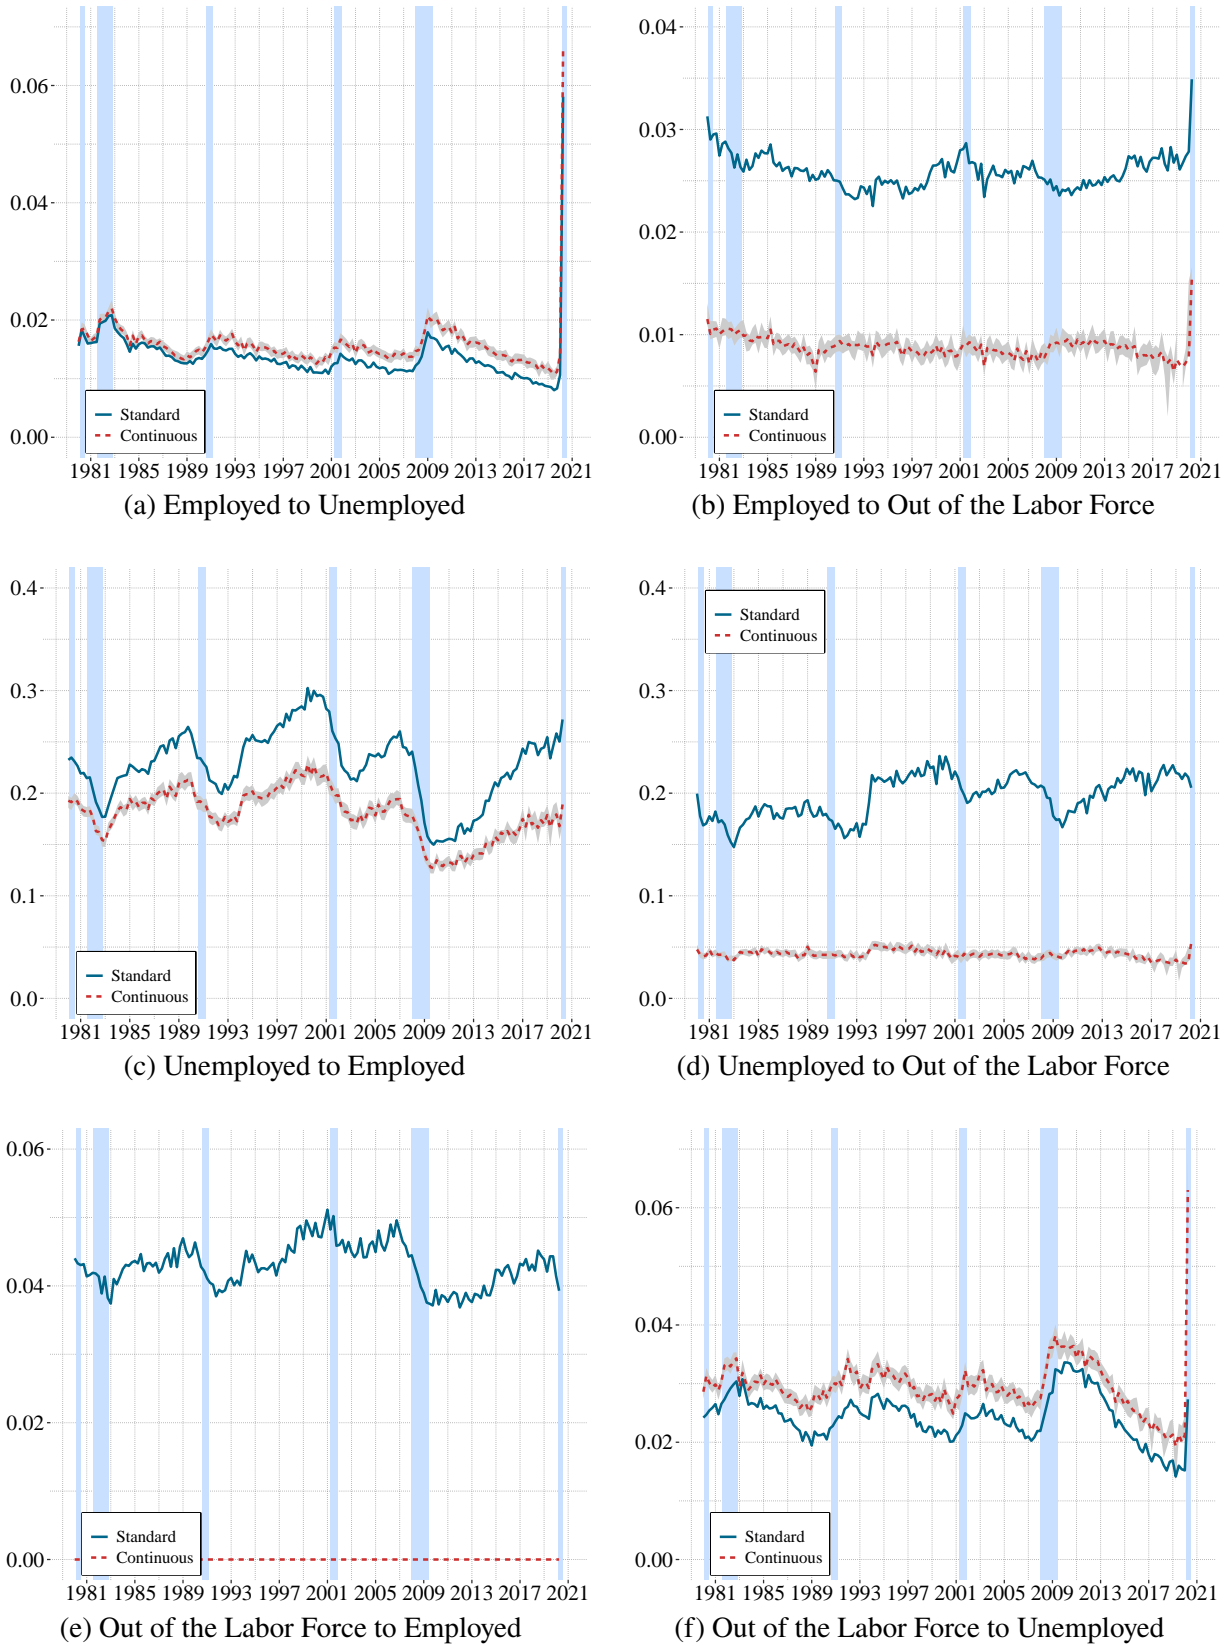 0.06
0.04
0.02
0.00
Standard
Continuous
1981 1985 1989 1993 1997 2001 2005 2009 2013 2017 2021
(a) Employed to Unemployed
0.04
0.03
0.02
0.01
0.00
Standard
Continuous
1981 1985 1989 1993 1997 2001 2005 2009 2013 2017 2021
(b) Employed to Out of the Labor Force
0.4
0.3
0.2
0.1
0.0
Standard
Continuous
1981 1985 1989 1993 1997 2001 2005 2009 2013 2017 2021
(c) Unemployed to Employed
0.4
0.3
0.2
0.1
0.0
Standard
Continuous
1981 1985 1989 1993 1997 2001 2005 2009 2013 2017 2021
(d) Unemployed to Out of the Labor Force
0.06
0.04
0.02
0.00
Standard
Continuous
1981 1985 1989 1993 1997 2001 2005 2009 2013 2017 2021
(e) Out of the Labor Force to Employed
0.06
0.04
0.02
0.00
Standard
Continuous
1981 1985 1989 1993 1997 2001 2005 2009 2013 2017 2021
(f) Out of the Labor Force to Unemployed